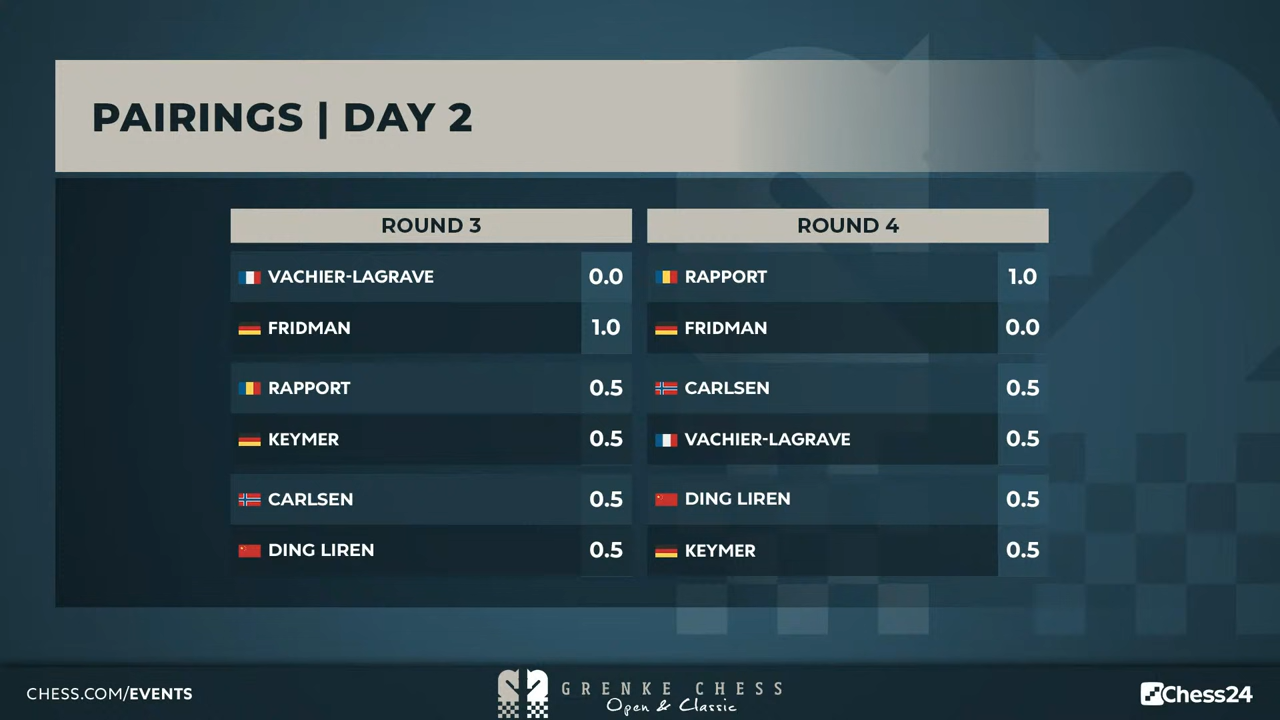 PAIRINGS | DAY 2
ROUND 3
VACHIER-LAGRAVE 0.0
FRIDMAN 1.0
RAPPORT 0.5
KEYMER 0.5
CARLSEN 0.5
DING LIREN 0.5
ROUND 4
RAPPORT 1.0
FRIDMAN 0.0
CARLSEN 0.5
VACHIER-LAGRAVE 0.5
DING LIREN 0.5
KEYMER 0.5
CHESS.COM/EVENTS
GRENKE CHESS
Open & Classic
Chess24